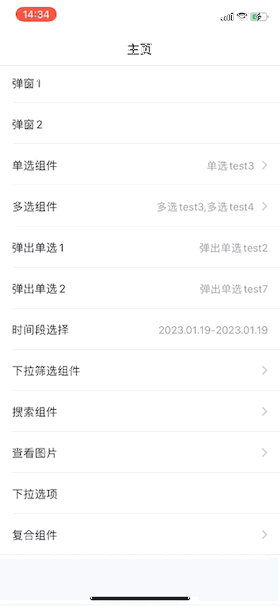 14:34
主页
弹窗1
弹窗2
单选组件 单选test3
多选组件 多选test3,多选test4
弹出单选1 弹出单选test2
弹出单选2 弹出单选test7
时间段选择 2023.01.19-2023.01.19
下拉筛选组件
搜索组件
查看图片
下拉选项
复合组件